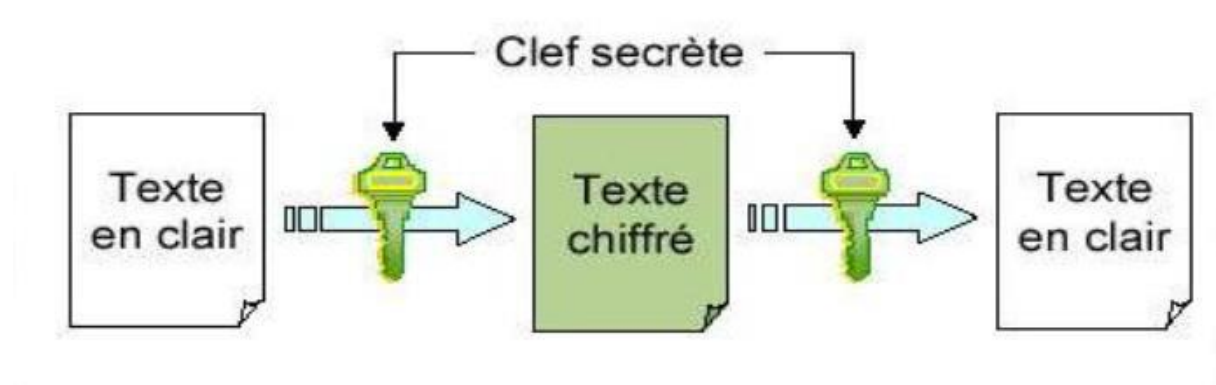 Clef secrète
Texte
en clair
Texte
chiffré
Texte
en clair